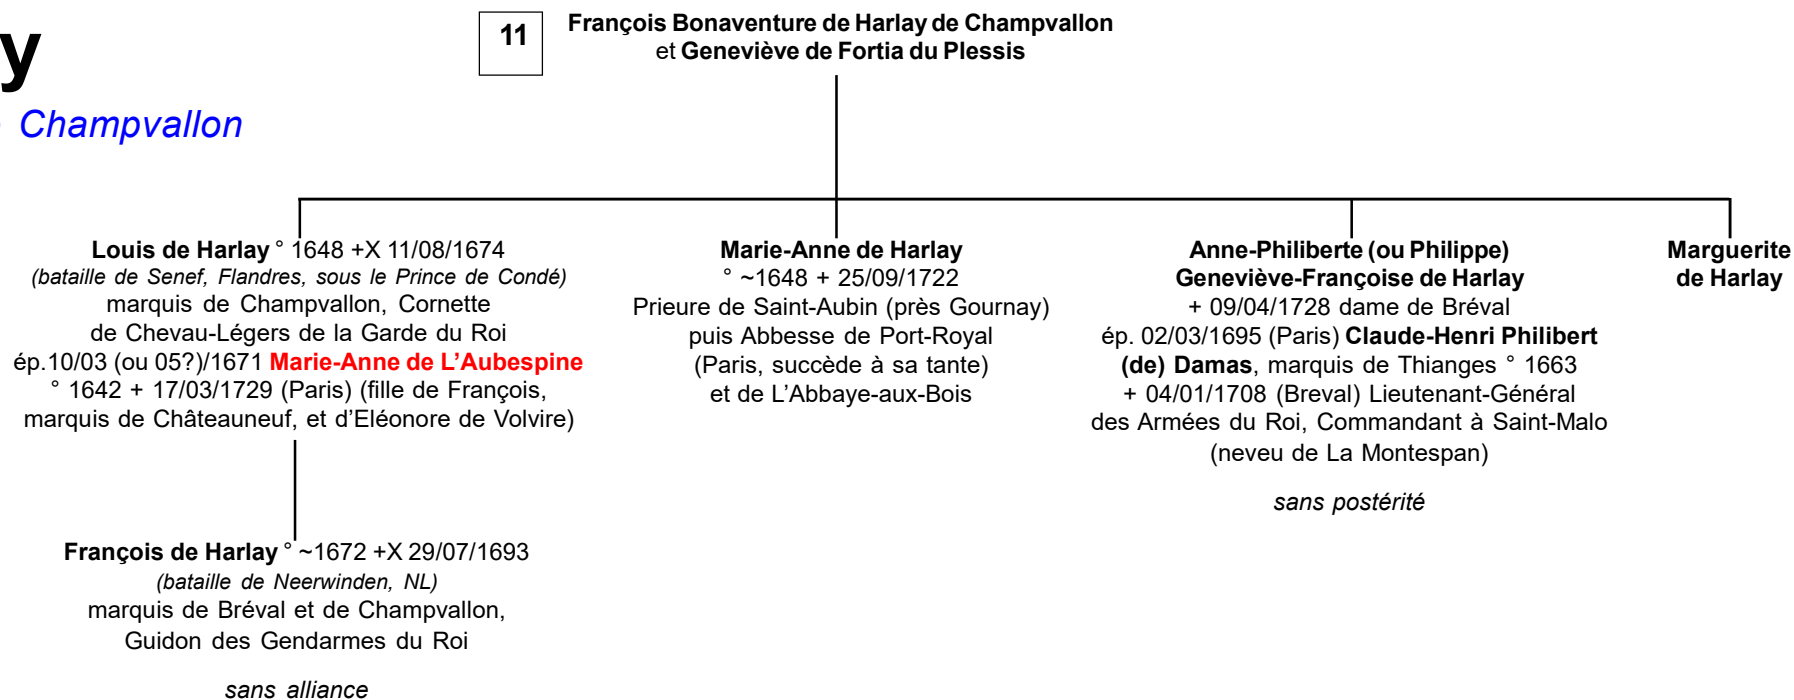 y
Champvallon
11
François Bonaventure de Harlay de Champvallon
et Geneviève de Fortia du Plessis
Louis de Harlay ° 1648 +X 11/08/1674
(bataille de Senef, Flandres, sous le Prince de Condé)
marquis de Champvallon, Cornette
de Chevau-Légers de la Garde du Roi
ép.10/03 (ou 05?)/1671 Marie-Anne de L'Aubespine
° 1642 + 17/03/1729 (Paris) (fille de François,
marquis de Châteauneuf, et d'Eléonore de Volvire)
François de Harlay ° ~1672 +X 29/07/1693
(bataille de Neerwinden, NL)
marquis de Bréval et de Champvallon,
Guidon des Gendarmes du Roi
sans alliance
Marie-Anne de Harlay
° ~1648 + 25/09/1722
Prieure de Saint-Aubin (près Gournay)
puis Abbesse de Port-Royal
(Paris, succède à sa tante)
et de L'Abbaye-aux-Bois
Anne-Philiberte (ou Philippe)
Geneviève-Françoise de Harlay
+ 09/04/1728 dame de Bréval
ép. 02/03/1695 (Paris) Claude-Henri Philibert
(de) Damas, marquis de Thianges ° 1663
+ 04/01/1708 (Breval) Lieutenant-Général
des Armées du Roi, Commandant à Saint-Malo
(neveu de La Montespan)
sans postérité
Marguerite
de Harlay